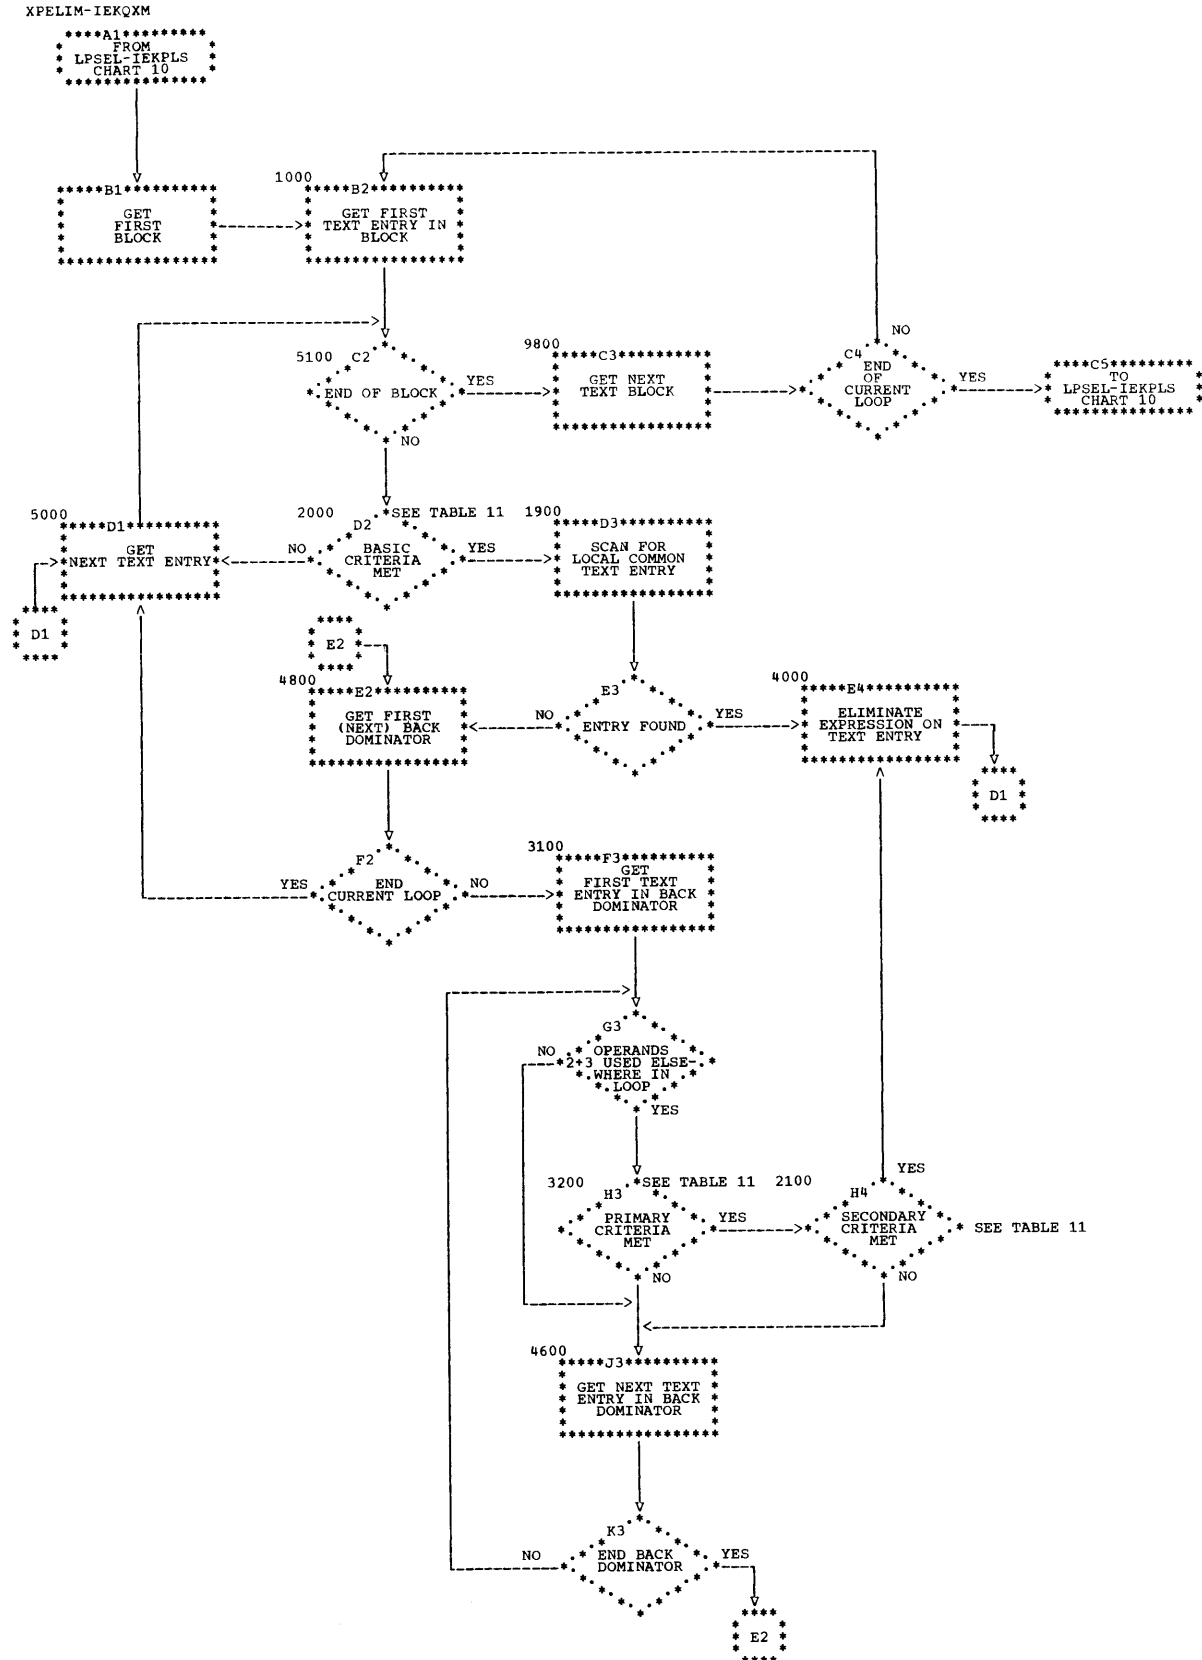 XPELIM-IEKQXM
A1
FROM
LPSEL-IEKPLS
CHART 10
B1
GET
FIRST
BLOCK
1000
B2
GET FIRST
TEXT ENTRY IN
BLOCK
5100
C2
END OF BLOCK
YES
NO
9800
C3
GET NEXT
TEXT BLOCK
NO
C4
END
OF
CURRENT
LOOP
YES
C5
TO
LPSEL-IEKPLS
CHART 10
5000
D1
GET
NEXT TEXT ENTRY
D1
2000
D2
SEE TABLE 11
BASIC
CRITERIA
MET
NO
YES
1900
D3
SCAN FOR
LOCAL COMMON
TEXT ENTRY
E2
4800
E2
GET FIRST
(NEXT) BACK
DOMINATOR
E3
ENTRY FOUND
NO
YES
4000
E4
ELIMINATE
EXPRESSION ON
TEXT ENTRY
D1
F2
END
CURRENT LOOP
YES
NO
3100
F3
GET
FIRST TEXT
ENTRY IN BACK
DOMINATOR
G3
OPERANDS
2+3 USED ELSE-
WHERE IN
LOOP
NO
YES
3200
H3
SEE TABLE 11
PRIMARY
CRITERIA
MET
YES
NO
2100
H4
SECONDARY
CRITERIA
MET
YES
SEE TABLE 11
NO
4600
J3
GET NEXT TEXT
ENTRY IN BACK
DOMINATOR
K3
END BACK
DOMINATOR
NO
YES
E2